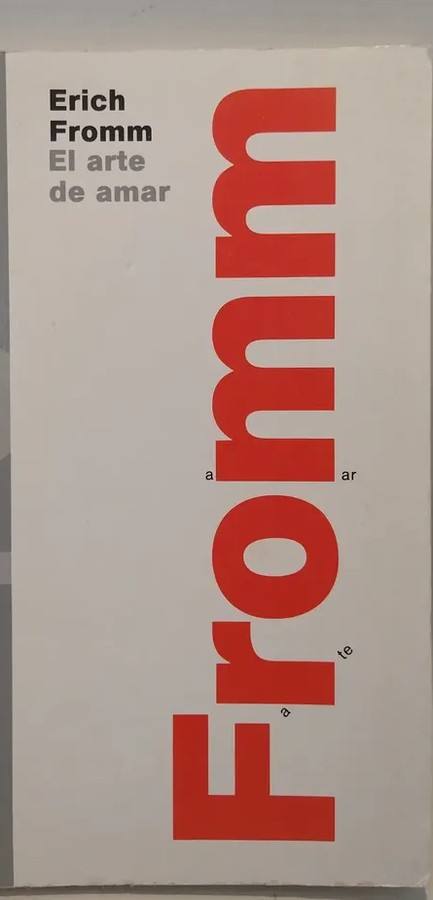 Erich
Fromm
El arte
de amar
Fromm
a ar
a te